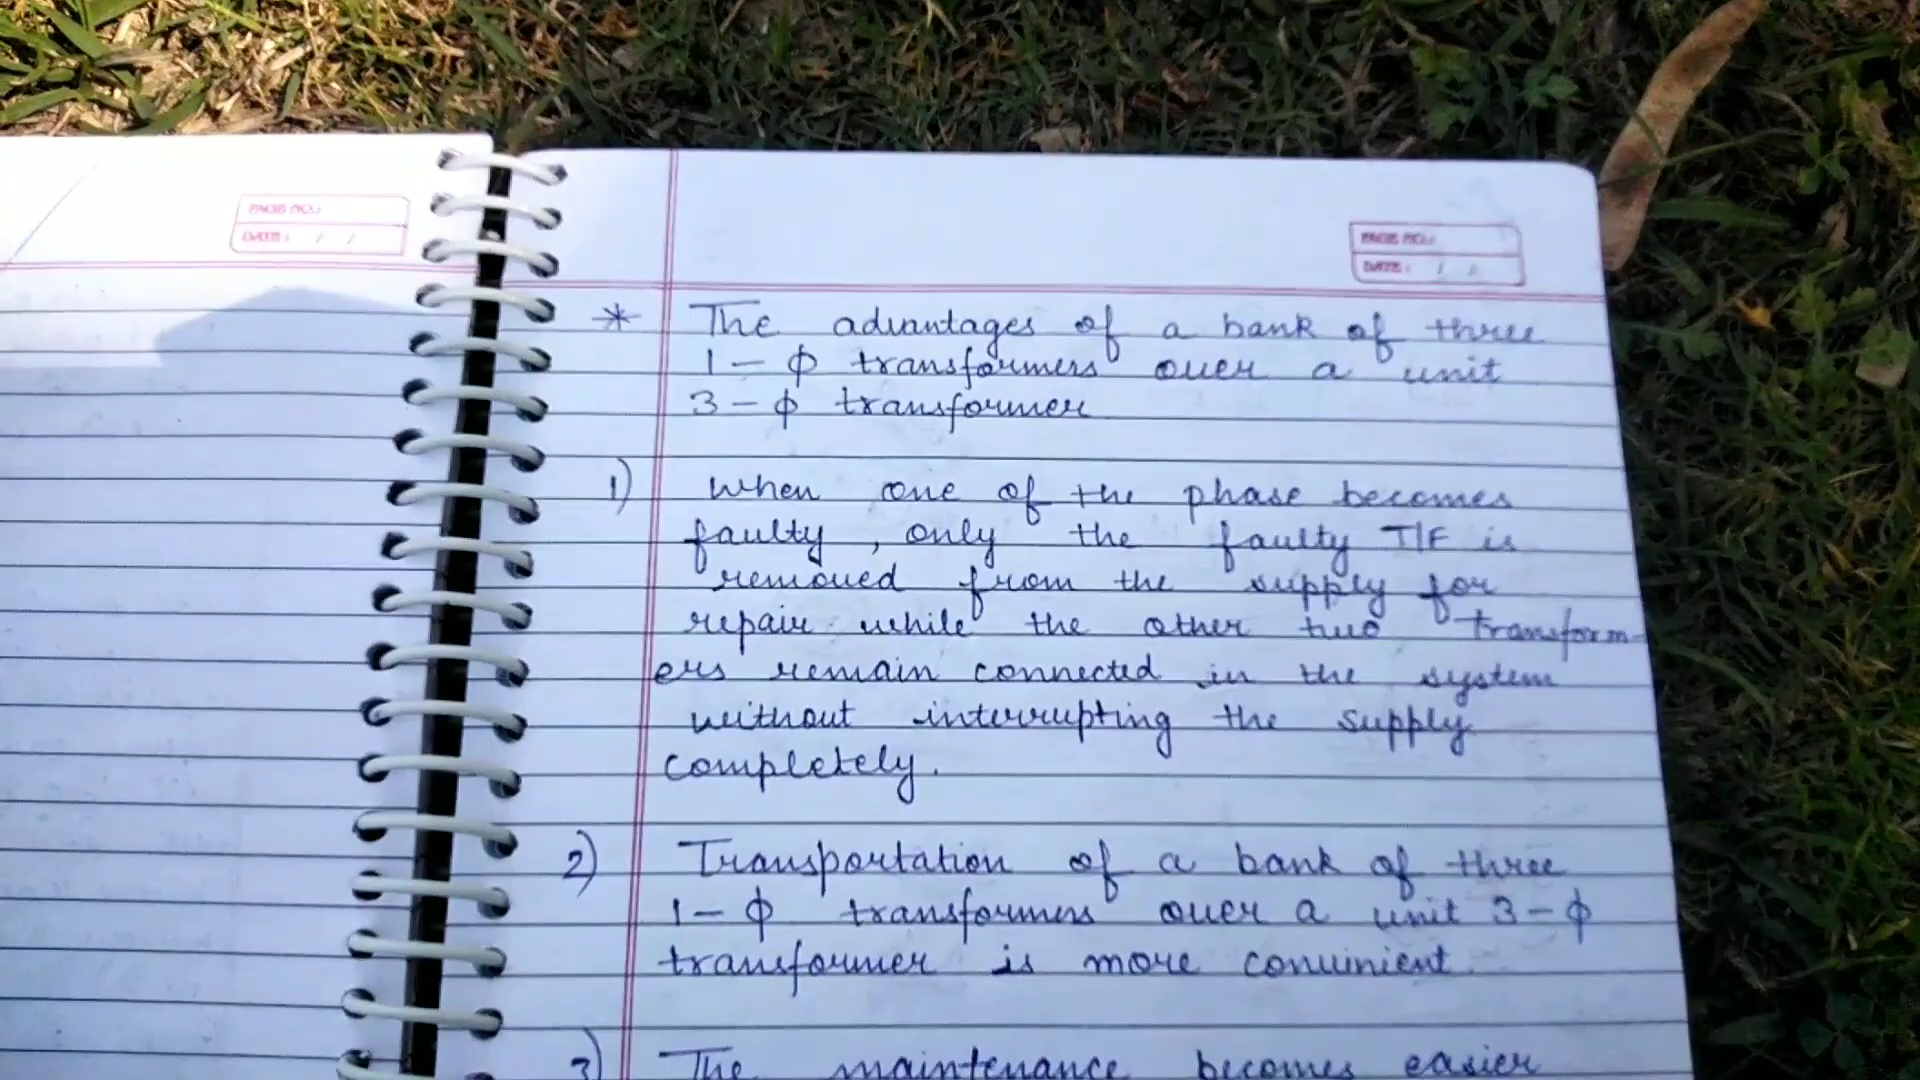 PAGE NO.:
DATE: / /
PAGE NO.:
DATE: / /
* The advantages of a bank of three
1-ϕ transformers over a unit
3-ϕ transformer
1) When one of the phase becomes
faulty, only the faulty T/F is
removed from the supply for
repair while the other two transform-
ers remain connected in the system
without interrupting the supply
completely.
2) Transportation of a bank of three
1-ϕ transformers over a unit 3-ϕ
transformer is more convinient
3) The maintenance becomes easier